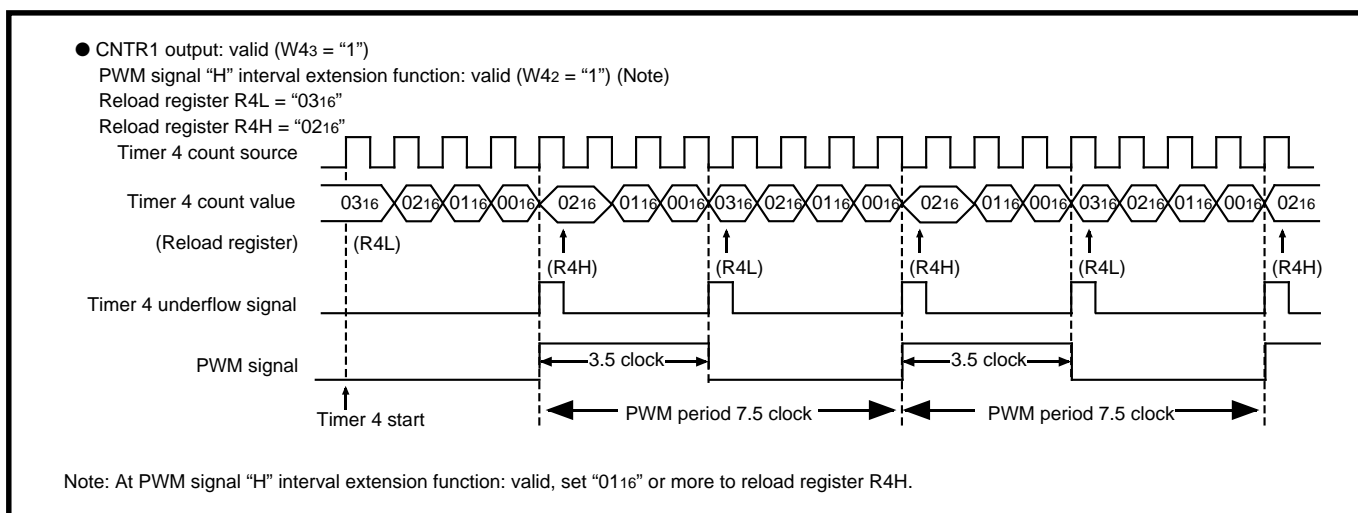 ● CNTR1 output: valid (W43 = “1”)
PWM signal “H” interval extension function: valid (W42 = “1”) (Note)
Reload register R4L = “0316”
Reload register R4H = “0216”
Timer 4 count source
Timer 4 count value 0316 0216 0116 0016 0216 0116 0016 0316 0216 0116 0016 0216 0116 0016 0316 0216 0116 0016 0216
(Reload register) (R4L) (R4H) (R4L) (R4H) (R4L) (R4H)
Timer 4 underflow signal
PWM signal 3.5 clock 3.5 clock
Timer 4 start PWM period 7.5 clock PWM period 7.5 clock
Note: At PWM signal “H” interval extension function: valid, set “0116” or more to reload register R4H.